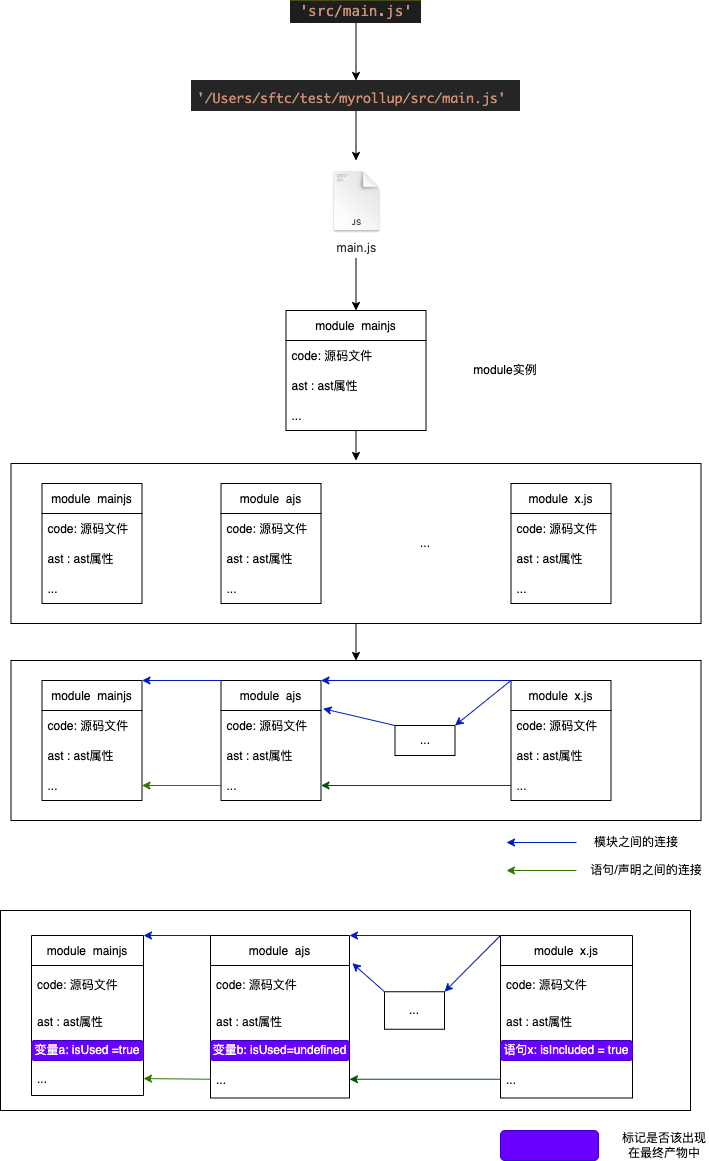 'src/main.js'
'/Users/sftc/test/myrollup/src/main.js'
JS
main.js
module mainjs
code: 源码文件
ast : ast属性
...
module实例
module mainjs
code: 源码文件
ast : ast属性
...
module ajs
code: 源码文件
ast : ast属性
...
...
module x.js
code: 源码文件
ast : ast属性
...
module mainjs
code: 源码文件
ast : ast属性
...
module ajs
code: 源码文件
ast : ast属性
...
...
module x.js
code: 源码文件
ast : ast属性
...
模块之间的连接
语句/声明之间的连接
module mainjs
code: 源码文件
ast : ast属性
变量a: isUsed =true
...
module ajs
code: 源码文件
ast : ast属性
变量b: isUsed=undefined
...
...
module x.js
code: 源码文件
ast : ast属性
语句x: isIncluded = true
...
标记是否该出现
在最终产物中